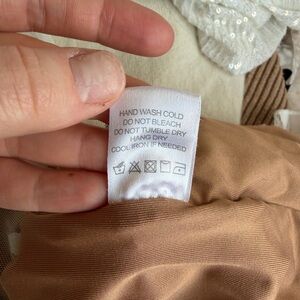 HAND WASH COLD
DO NOT BLEACH
DO NOT TUMBLE DRY
HANG DRY
COOL IRON IF NEEDED